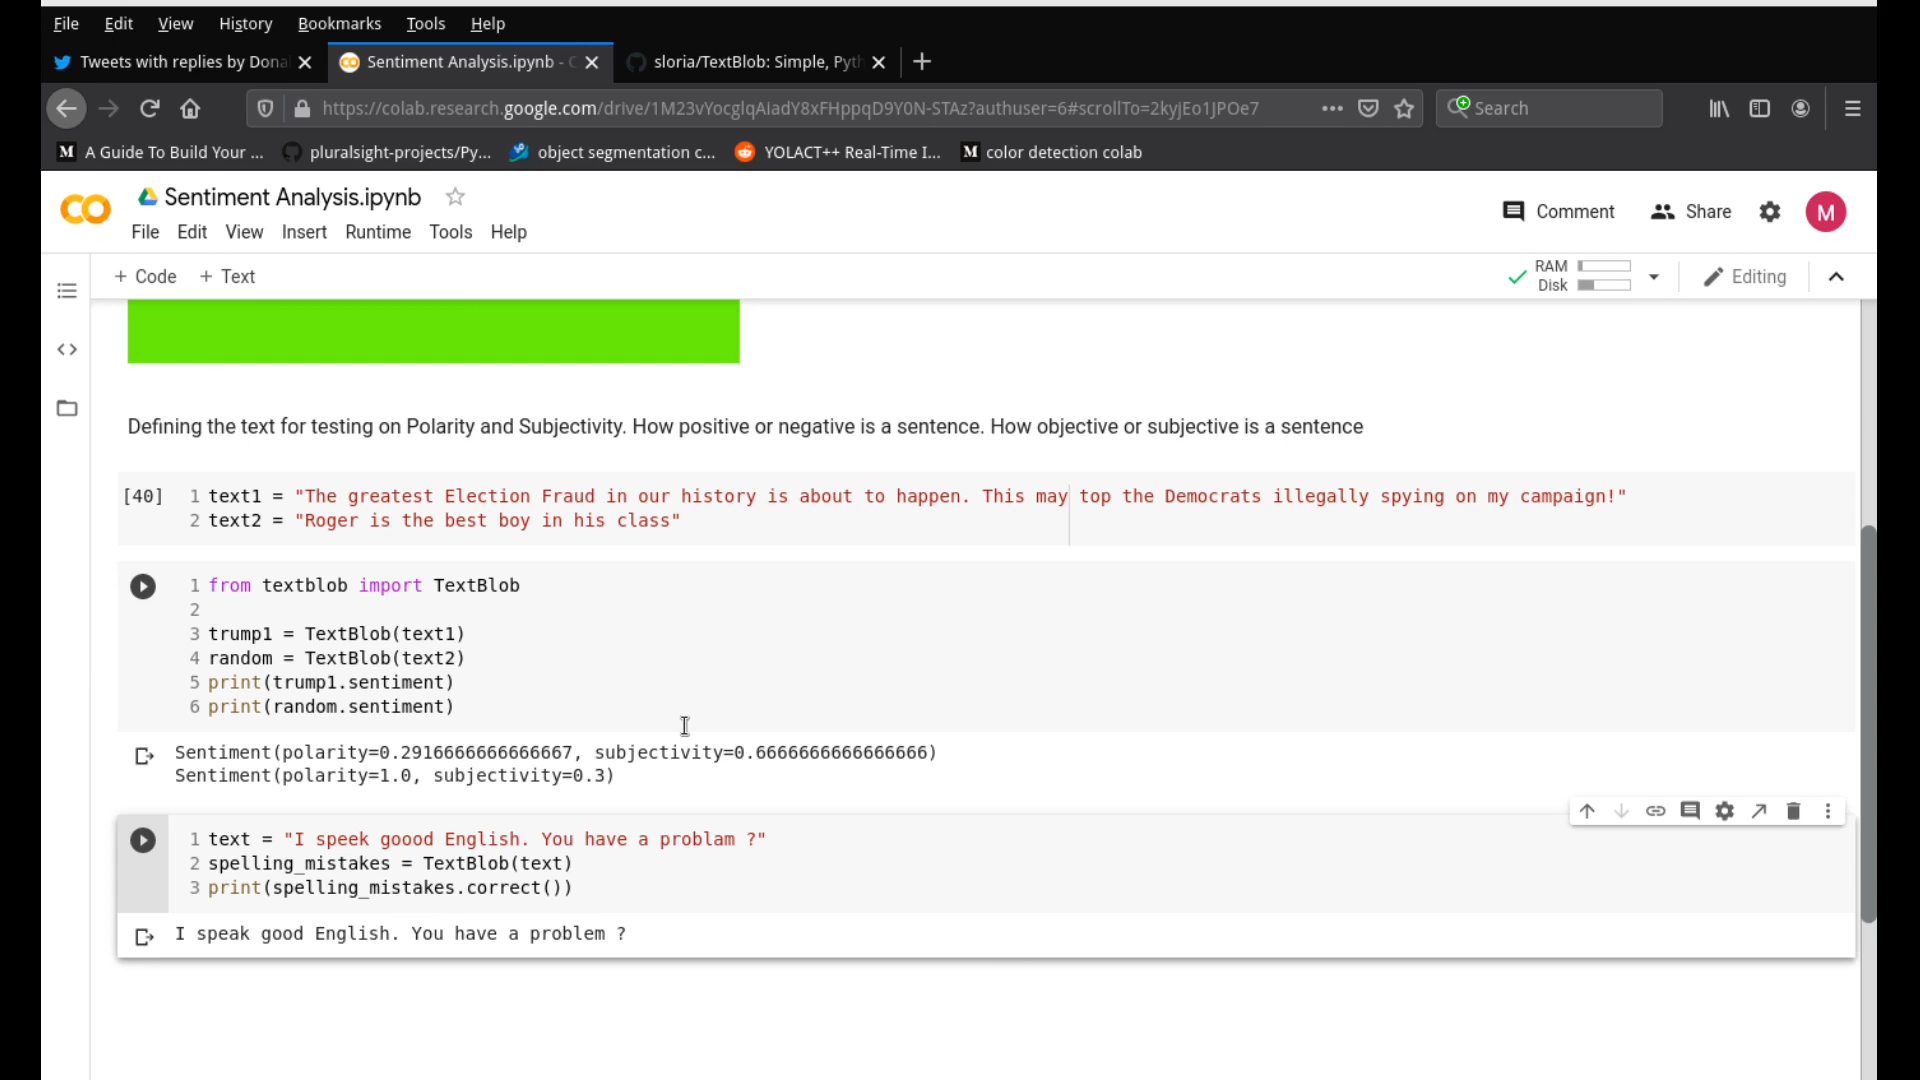 File Edit View History Bookmarks Tools Help
Tweets with replies by Dona Sentiment Analysis.ipynb - C sloria/TextBlob: Simple, Pyth
https://colab.research.google.com/drive/1M23vYocglqAIadY8xFHppqD9Y0N-STAz?authuser=6#scrollTo=2kyJEo1JPOe7 Search
A Guide To Build Your ... pluralsight-projects/Py... object segmentation c... YOLACT++ Real-Time I... color detection colab
Sentiment Analysis.ipynb
Comment Share M
File Edit View Insert Runtime Tools Help
+ Code + Text RAM Disk Editing
Defining the text for testing on Polarity and Subjectivity. How positive or negative is a sentence. How objective or subjective is a sentence
[40] 1 text1 = "The greatest Election Fraud in our history is about to happen. This may top the Democrats illegally spying on my campaign!"
2 text2 = "Roger is the best boy in his class"
1 from textblob import TextBlob
2
3 trump1 = TextBlob(text1)
4 random = TextBlob(text2)
5 print(trump1.sentiment)
6 print(random.sentiment)
Sentiment(polarity=0.2916666666666667, subjectivity=0.6666666666666666)
Sentiment(polarity=1.0, subjectivity=0.3)
1 text = "I speek goood English. You have a problam ?"
2 spelling_mistakes = TextBlob(text)
3 print(spelling_mistakes.correct())
I speak good English. You have a problem ?